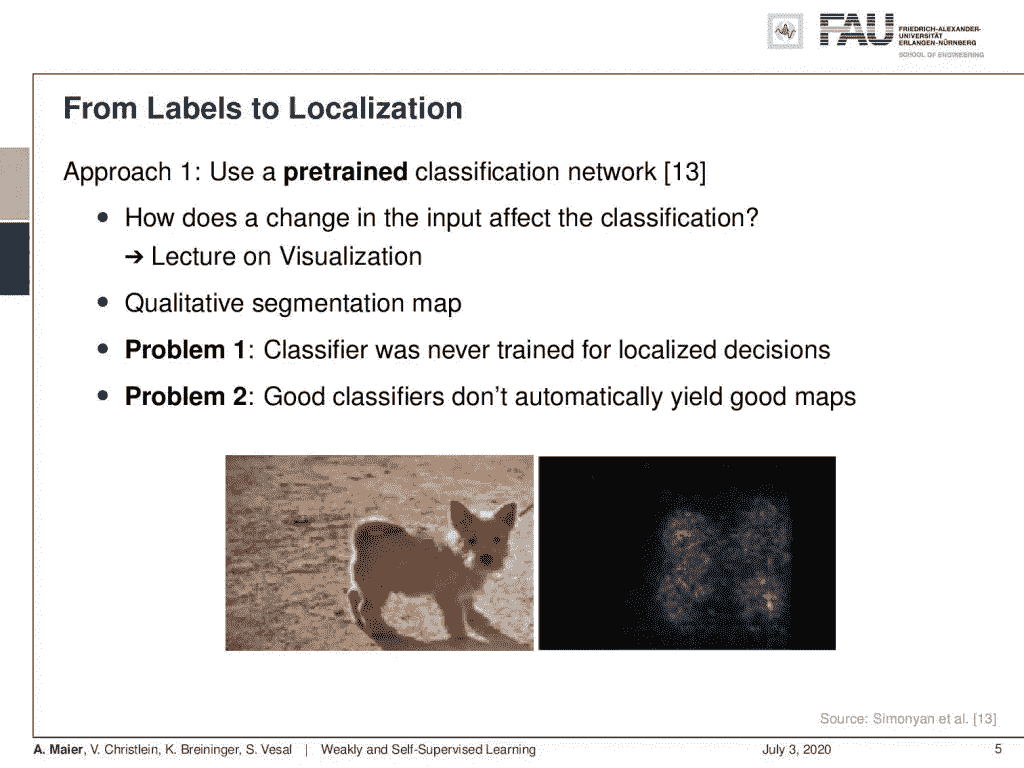 FAU
FRIEDRICH-ALEXANDER-
UNIVERSITÄT
ERLANGEN-NÜRNBERG
SCHOOL OF ENGINEERING
From Labels to Localization
Approach 1: Use a pretrained classification network [13]
• How does a change in the input affect the classification?
➔ Lecture on Visualization
• Qualitative segmentation map
• Problem 1: Classifier was never trained for localized decisions
• Problem 2: Good classifiers don't automatically yield good maps
Source: Simonyan et al. [13]
A. Maier, V. Christlein, K. Breininger, S. Vesal | Weakly and Self-Supervised Learning July 3, 2020 5